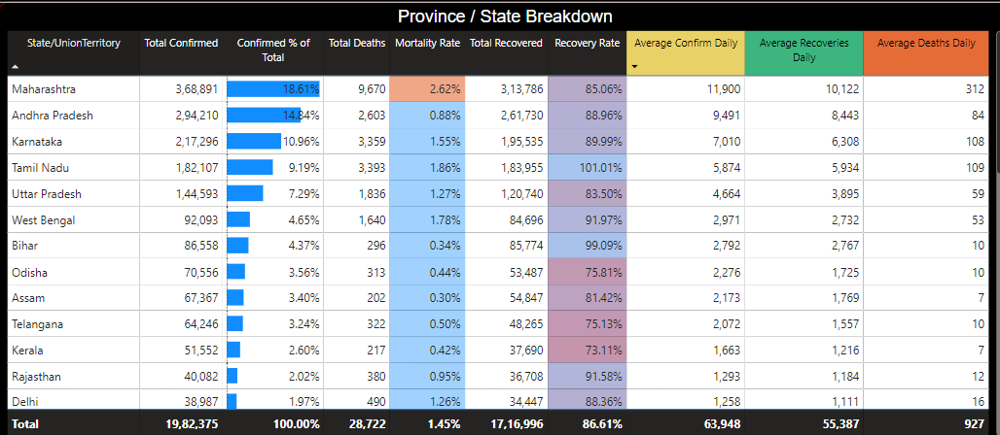 Province / State Breakdown
State/UnionTerritory Total Confirmed Confirmed % of Total Total Deaths Mortality Rate Total Recovered Recovery Rate Average Confirm Daily Average Recoveries Daily Average Deaths Daily
Maharashtra 3,68,891 18.61% 9,670 2.62% 3,13,786 85.06% 11,900 10,122 312
Andhra Pradesh 2,94,210 14.84% 2,603 0.88% 2,61,730 88.96% 9,491 8,443 84
Karnataka 2,17,296 10.96% 3,359 1.55% 1,95,535 89.99% 7,010 6,308 108
Tamil Nadu 1,82,107 9.19% 3,393 1.86% 1,83,955 101.01% 5,874 5,934 109
Uttar Pradesh 1,44,593 7.29% 1,836 1.27% 1,20,740 83.50% 4,664 3,895 59
West Bengal 92,093 4.65% 1,640 1.78% 84,696 91.97% 2,971 2,732 53
Bihar 86,558 4.37% 296 0.34% 85,774 99.09% 2,792 2,767 10
Odisha 70,556 3.56% 313 0.44% 53,487 75.81% 2,276 1,725 10
Assam 67,367 3.40% 202 0.30% 54,847 81.42% 2,173 1,769 7
Telangana 64,246 3.24% 322 0.50% 48,265 75.13% 2,072 1,557 10
Kerala 51,552 2.60% 217 0.42% 37,690 73.11% 1,663 1,216 7
Rajasthan 40,082 2.02% 380 0.95% 36,708 91.58% 1,293 1,184 12
Delhi 38,987 1.97% 490 1.26% 34,447 88.36% 1,258 1,111 16
Total 19,82,375 100.00% 28,722 1.45% 17,16,996 86.61% 63,948 55,387 927